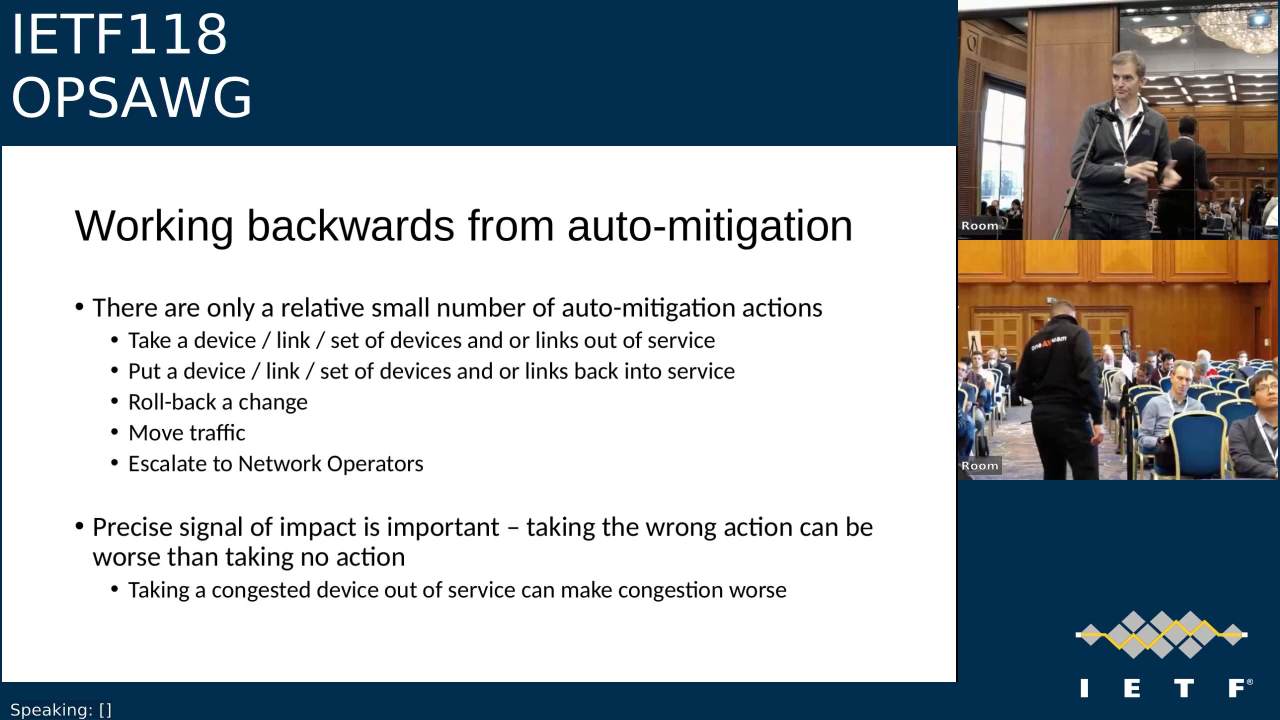 IETF118
OPSAWG
Working backwards from auto-mitigation
• There are only a relative small number of auto-mitigation actions
• Take a device / link / set of devices and or links out of service
• Put a device / link / set of devices and or links back into service
• Roll-back a change
• Move traffic
• Escalate to Network Operators
• Precise signal of impact is important – taking the wrong action can be
worse than taking no action
• Taking a congested device out of service can make congestion worse
Room
Room
I E T F®
Speaking: []